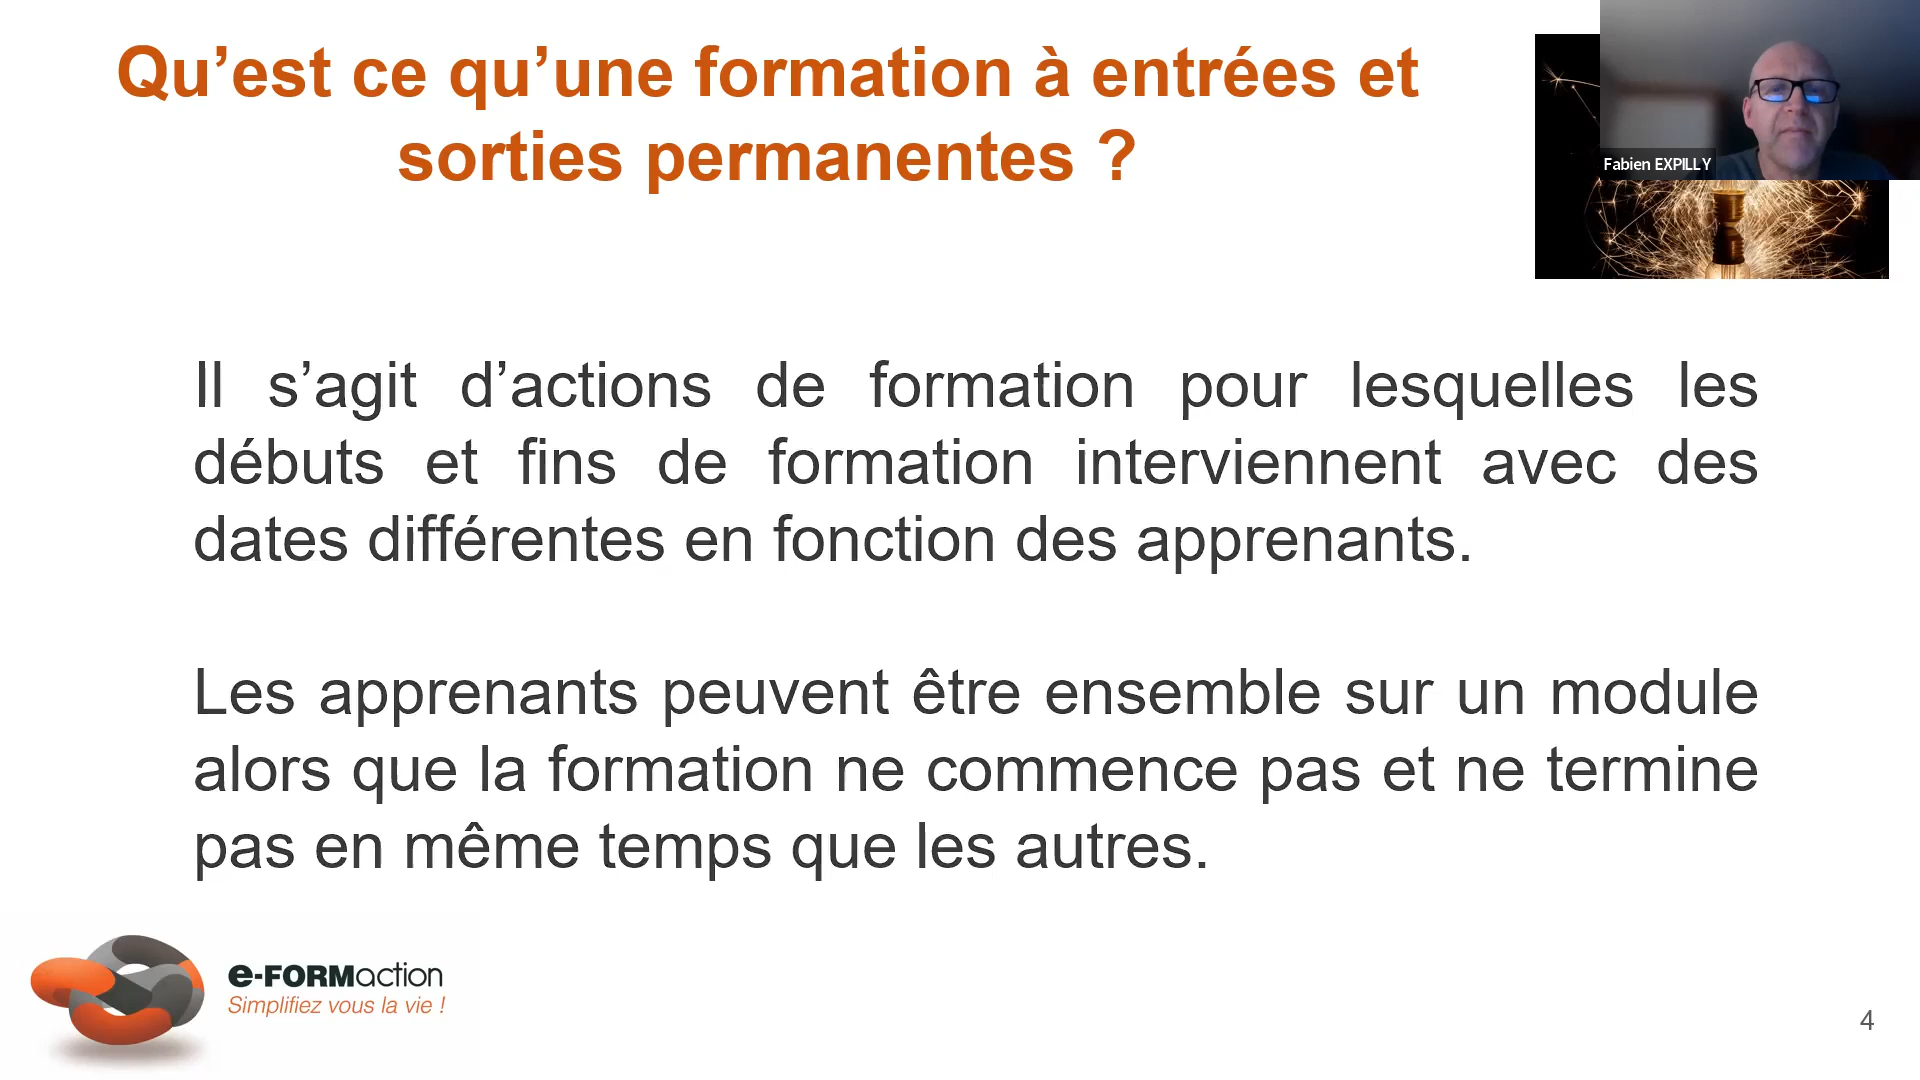 Qu’est ce qu’une formation à entrées et
sorties permanentes ?
Fabien EXPILLY
Il s’agit d’actions de formation pour lesquelles les
débuts et fins de formation interviennent avec des
dates différentes en fonction des apprenants.
Les apprenants peuvent être ensemble sur un module
alors que la formation ne commence pas et ne termine
pas en même temps que les autres.
e-FORMaction
Simplifiez vous la vie !
4